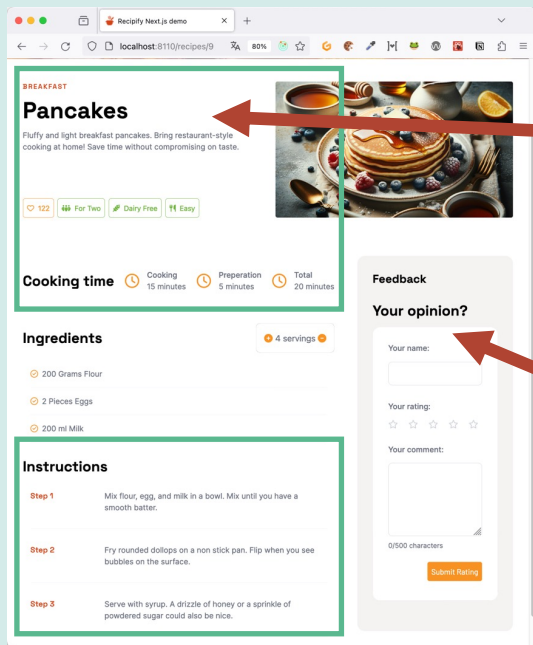 Recipify Next.js demo
localhost:8110/recipes/9
80%
BREAKFAST
Pancakes
Fluffy and light breakfast pancakes. Bring restaurant-style
cooking at home! Save time without compromising on taste.
122
For Two
Dairy Free
Easy
Cooking time
Cooking
15 minutes
Preperation
5 minutes
Total
20 minutes
Ingredients
4 servings
200 Grams Flour
2 Pieces Eggs
200 ml Milk
Instructions
Step 1
Mix flour, egg, and milk in a bowl. Mix until you have a
smooth batter.
Step 2
Fry rounded dollops on a non stick pan. Flip when you see
bubbles on the surface.
Step 3
Serve with syrup. A drizzle of honey or a sprinkle of
powdered sugar could also be nice.
Feedback
Your opinion?
Your name:
Your rating:
Your comment:
0/500 characters
Submit Rating